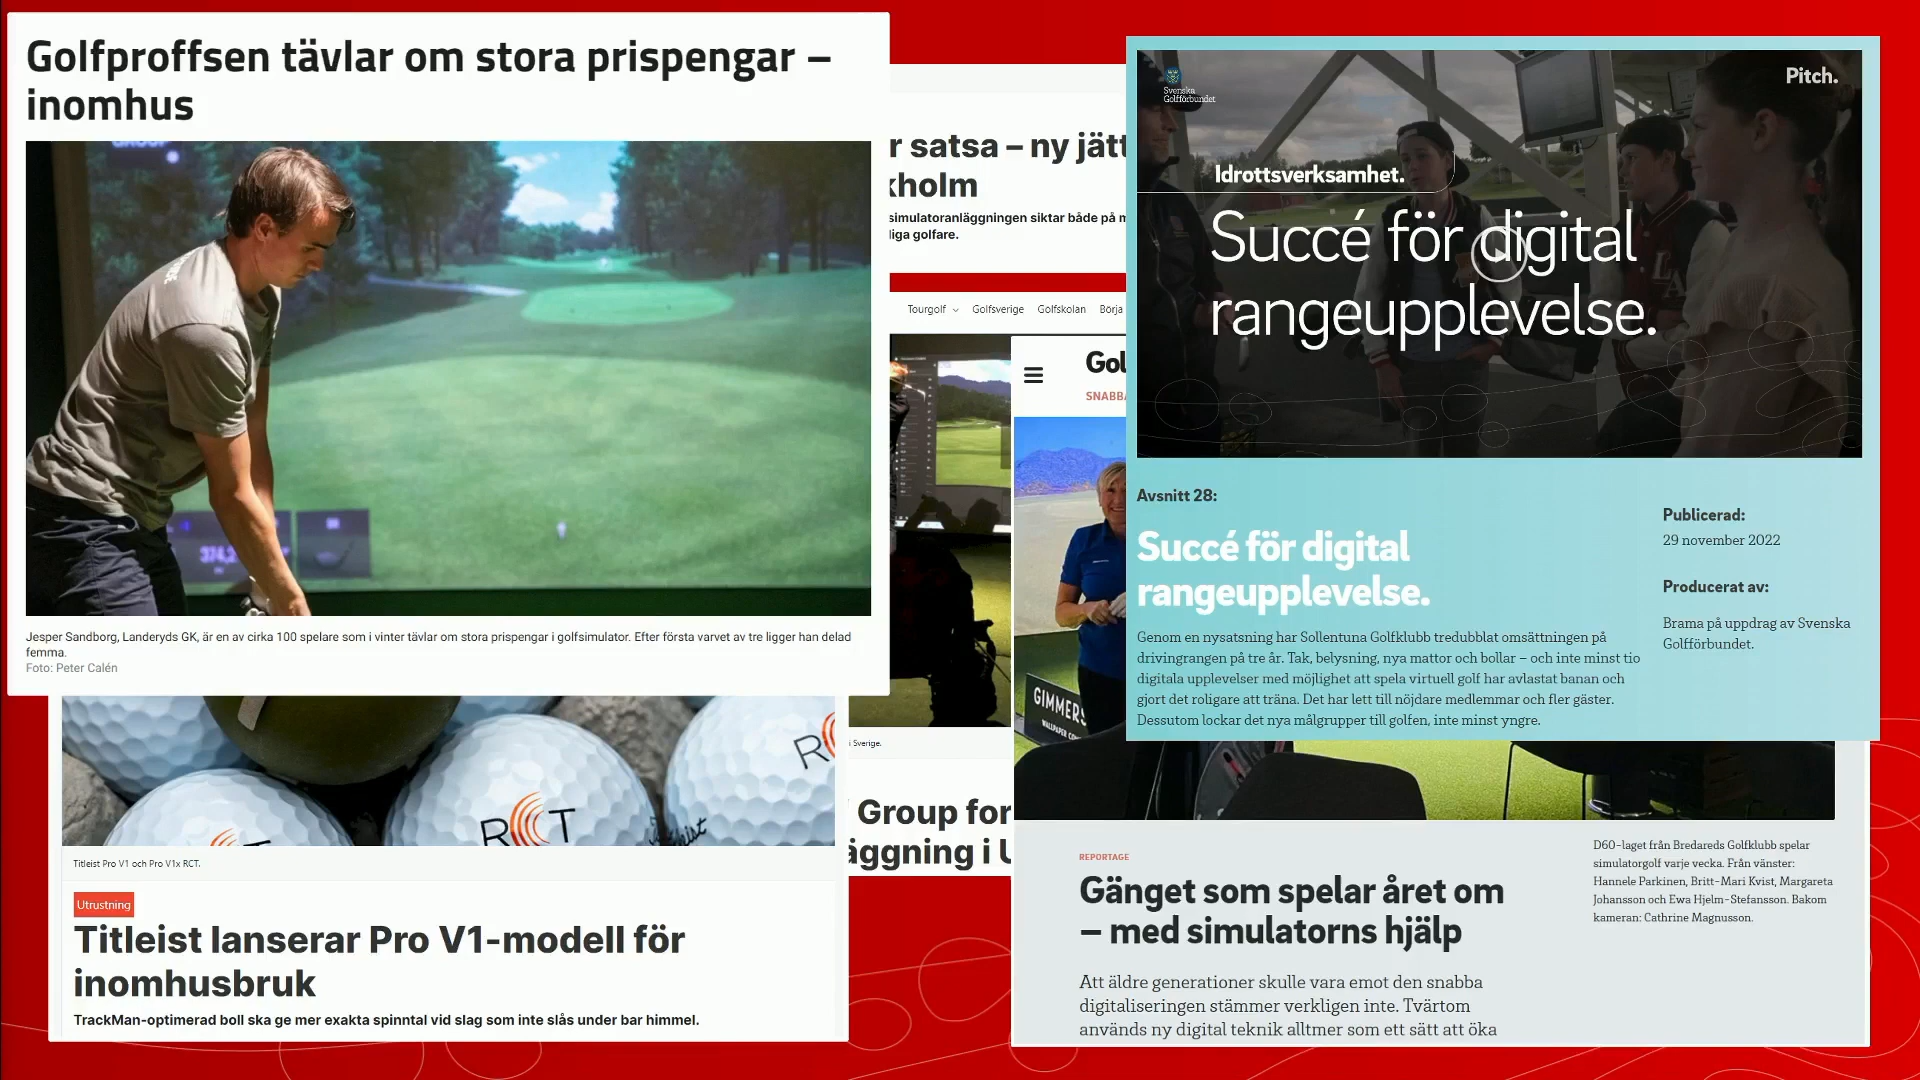 Golfproffsen tävlar om stora prispengar –
inomhus
374,2
Jesper Sandborg, Landeryds GK, är en av cirka 100 spelare som i vinter tävlar om stora prispengar i golfsimulator. Efter första varvet av tre ligger han delad
femma.
Foto: Peter Calén
r satsa – ny jätt
kholm
simulatoranläggningen siktar både på m
liga golfare.
Tourgolf
Golfsverige
Golfskolan
Börja
Gol
SNABBA
i Sverige.
Group for
äggning i U
GIMMERS
WALLPAPER
RCT
Titleist Pro V1 och Pro V1x RCT.
Utrustning
Titleist lanserar Pro V1-modell för
inomhusbruk
TrackMan-optimerad boll ska ge mer exakta spinntal vid slag som inte slås under bar himmel.
Svenska
Golfförbundet
Pitch.
Idrottsverksamhet.
Succé för digital
rangeupplevelse.
Avsnitt 28:
Succé för digital
rangeupplevelse.
Genom en nysatsning har Sollentuna Golfklubb tredubblat omsättningen på
drivingrangen på tre år. Tak, belysning, nya mattor och bollar – och inte minst tio
digitala upplevelser med möjlighet att spela virtuell golf har avlastat banan och
gjort det roligare att träna. Det har lett till nöjdare medlemmar och fler gäster.
Dessutom lockar det nya målgrupper till golfen, inte minst yngre.
Publicerad:
29 november 2022
Producerat av:
Brama på uppdrag av Svenska
Golfförbundet.
REPORTAGE
Gänget som spelar året om
– med simulatorns hjälp
Att äldre generationer skulle vara emot den snabba
digitaliseringen stämmer verkligen inte. Tvärtom
används ny digital teknik alltmer som ett sätt att öka
D60-laget från Bredareds Golfklubb spelar
simulatorgolf varje vecka. Från vänster:
Hannele Parkinen, Britt-Mari Kvist, Margareta
Johansson och Ewa Hjelm-Stefansson. Bakom
kameran: Cathrine Magnusson.